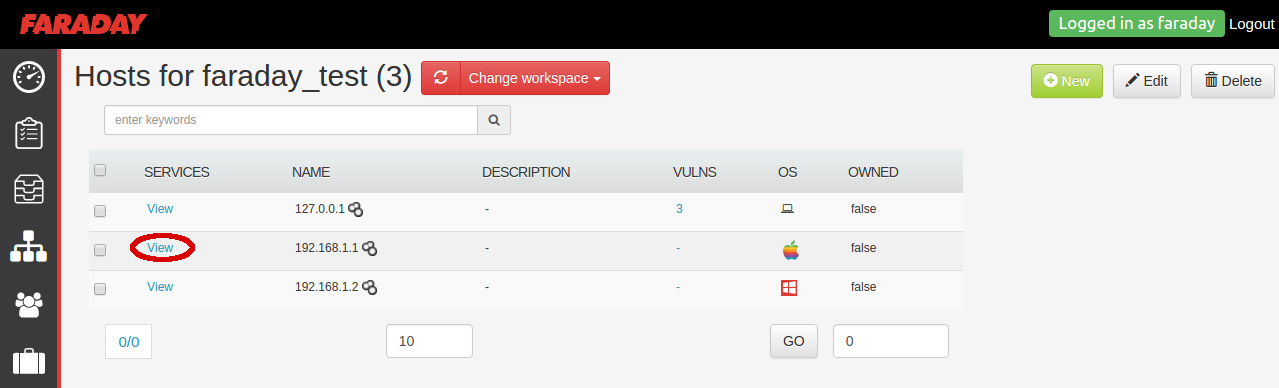 FARADAY
Logged in as faraday Logout
Hosts for faraday_test (3) Change workspace
New Edit Delete
enter keywords
SERVICES NAME DESCRIPTION VULNS OS OWNED
View 127.0.0.1 - 3 false
View 192.168.1.1 - - false
View 192.168.1.2 - - false
0/0 10 GO 0